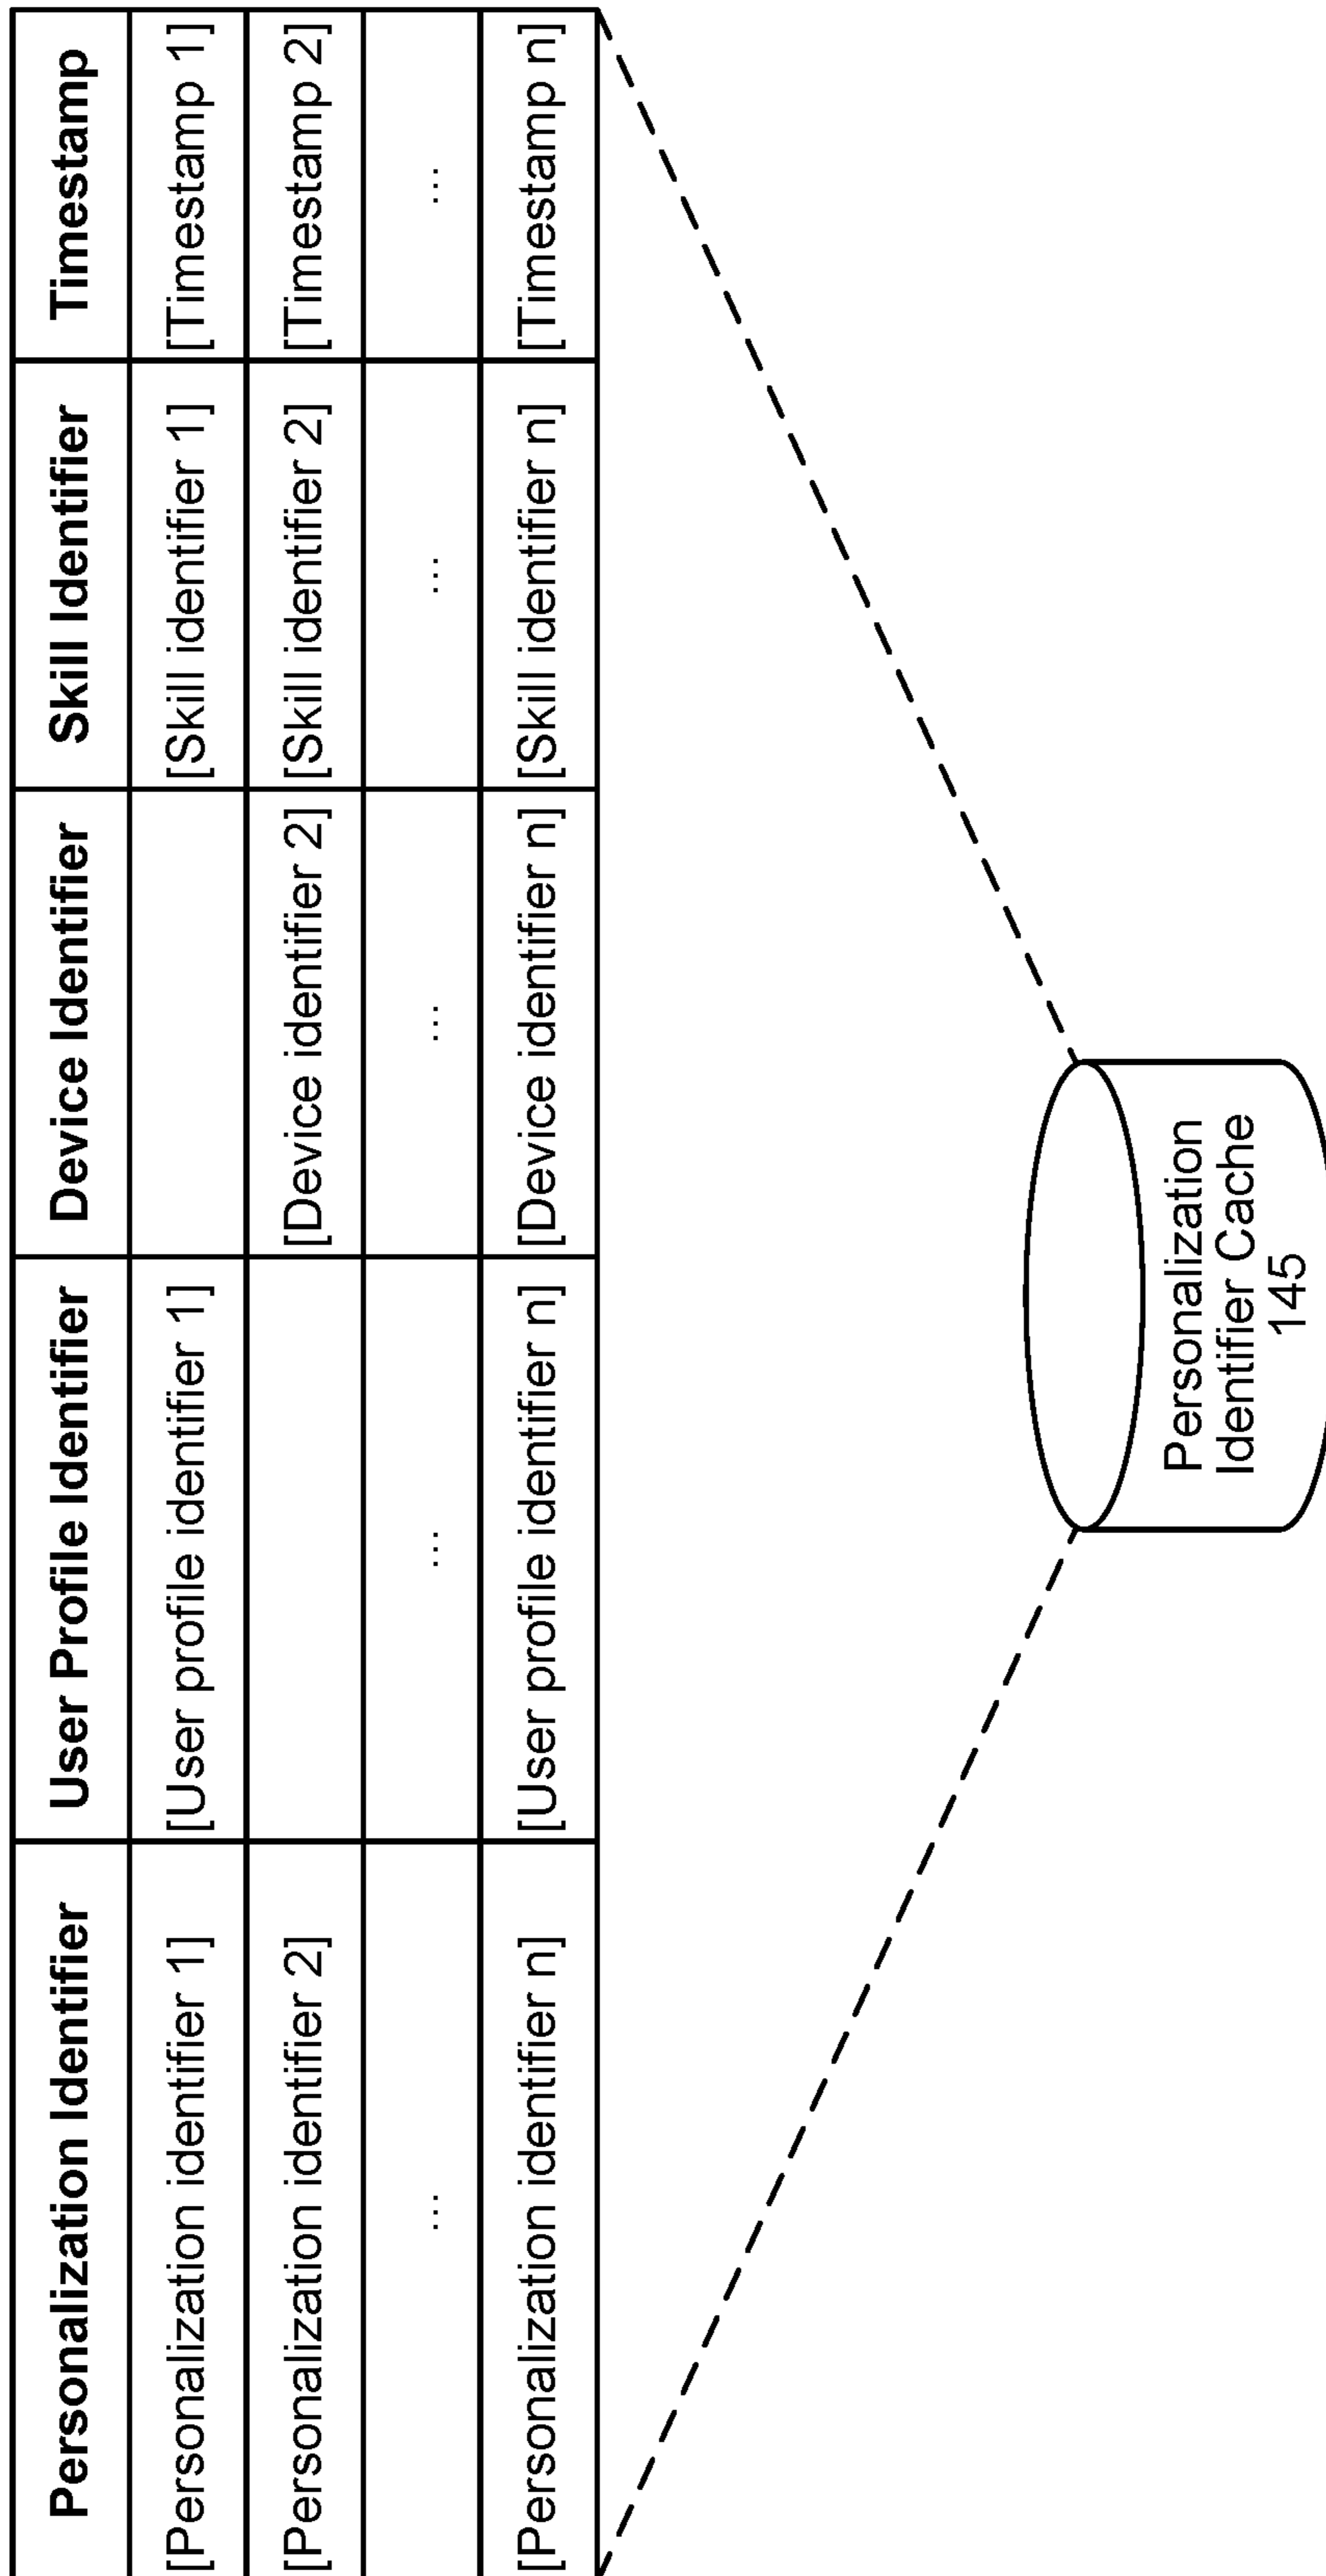 Personalization Identifier User Profile Identifier Device Identifier Skill Identifier Timestamp
[Personalization identifier 1] [User profile identifier 1] [Skill identifier 1] [Timestamp 1]
[Personalization identifier 2] [Device identifier 2] [Skill identifier 2] [Timestamp 2]
... ... ... ... ...
[Personalization identifier n] [User profile identifier n] [Device identifier n] [Skill identifier n] [Timestamp n]
Personalization
Identifier Cache
145